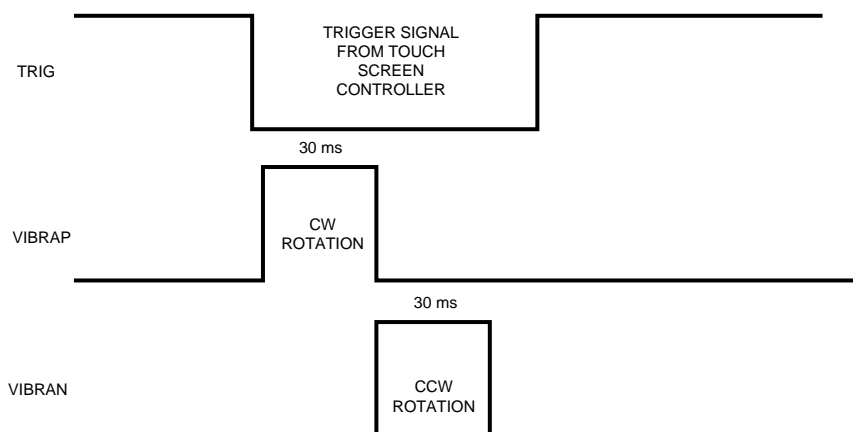 TRIG
TRIGGER SIGNAL
FROM TOUCH
SCREEN
CONTROLLER
30 ms
VIBRAP
CW
ROTATION
30 ms
VIBRAN
CCW
ROTATION